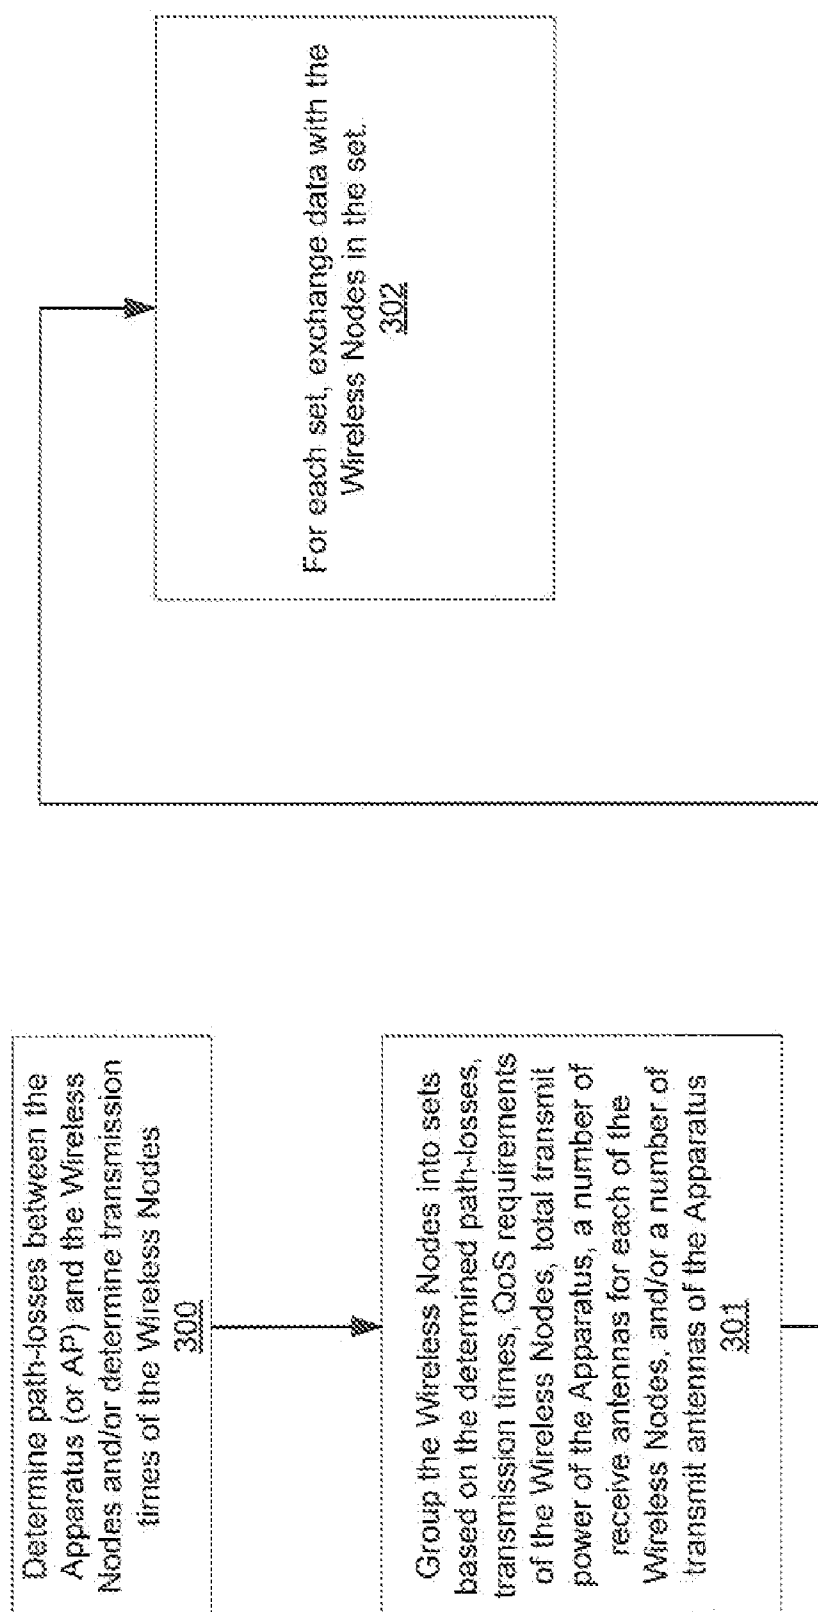 Determine path-losses between the
Apparatus (or AP) and the Wireless
Nodes and/or determine transmission
times of the Wireless Nodes
300
Group the Wireless Nodes into sets
based on the determined path-losses,
transmission times, QoS requirements
of the Wireless Nodes, total transmit
power of the Apparatus, a number of
receive antennas for each of the
Wireless Nodes, and/or a number of
transmit antennas of the Apparatus
301
For each set, exchange data with the
Wireless Nodes in the set.
302